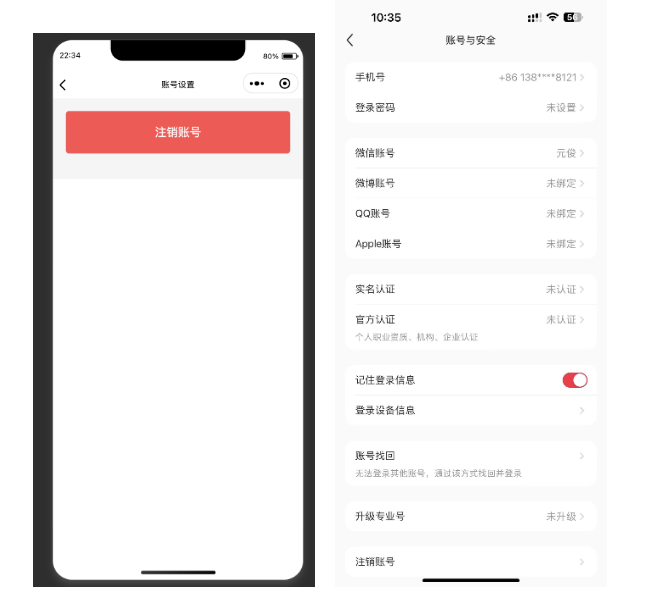 22:34
80%
账号设置
注销账号
10:35
56
账号与安全
手机号
+86 138****8121
登录密码
未设置
微信账号
元俊
微博账号
未绑定
QQ账号
未绑定
Apple账号
未绑定
实名认证
未认证
官方认证
未认证
个人职业资质、机构、企业认证
记住登录信息
登录设备信息
账号找回
无法登录其他账号，通过该方式找回并登录
升级专业号
未升级
注销账号